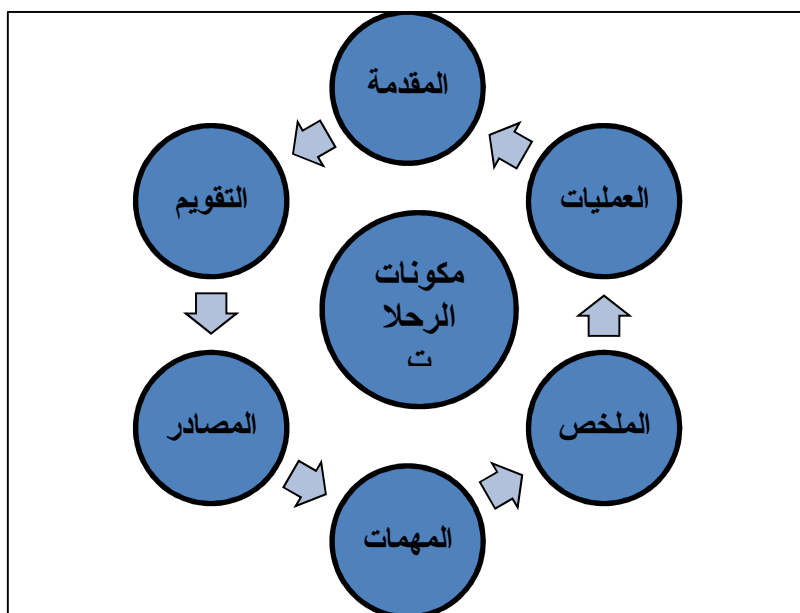 المقدمة
العمليات
التقويم
مكونات
الرحلا
ت
الملخص
المصادر
المهمات